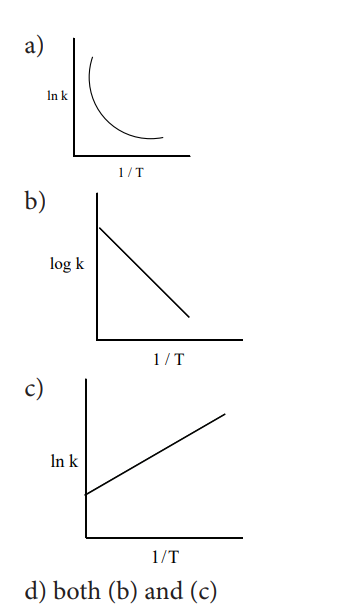 a)
ln k
1 / T
b)
log k
1 / T
c)
ln k
1/T
d) both (b) and (c)